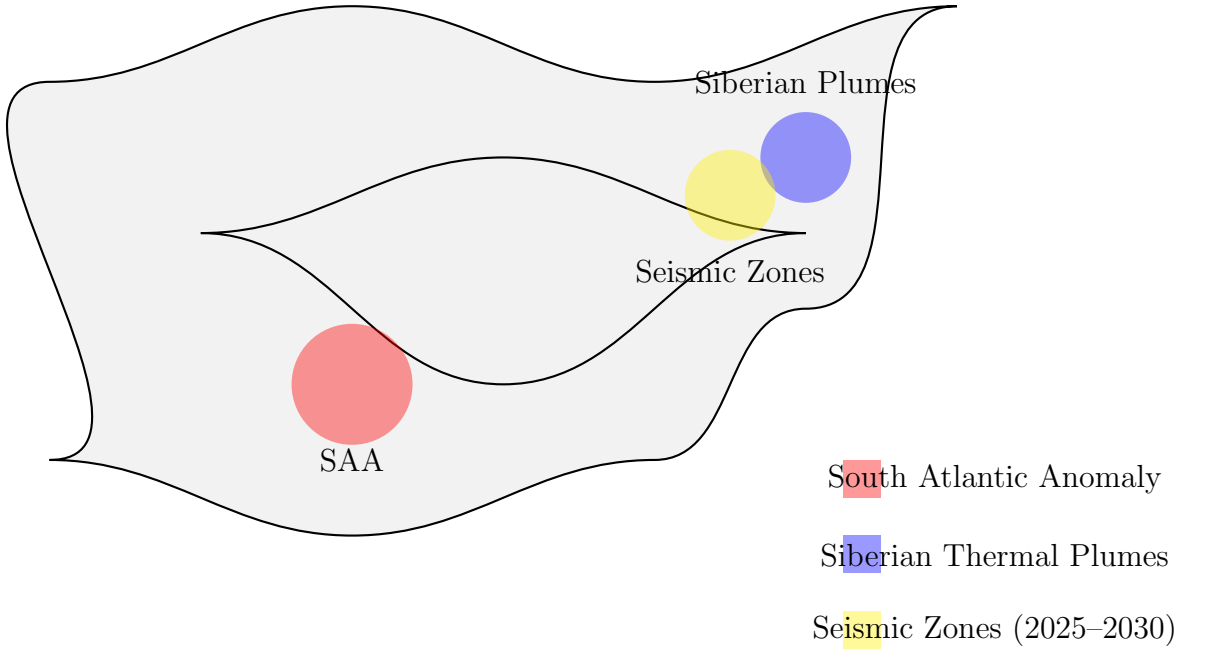 Siberian Plumes
Seismic Zones
SAA
South Atlantic Anomaly
Siberian Thermal Plumes
Seismic Zones (2025–2030)